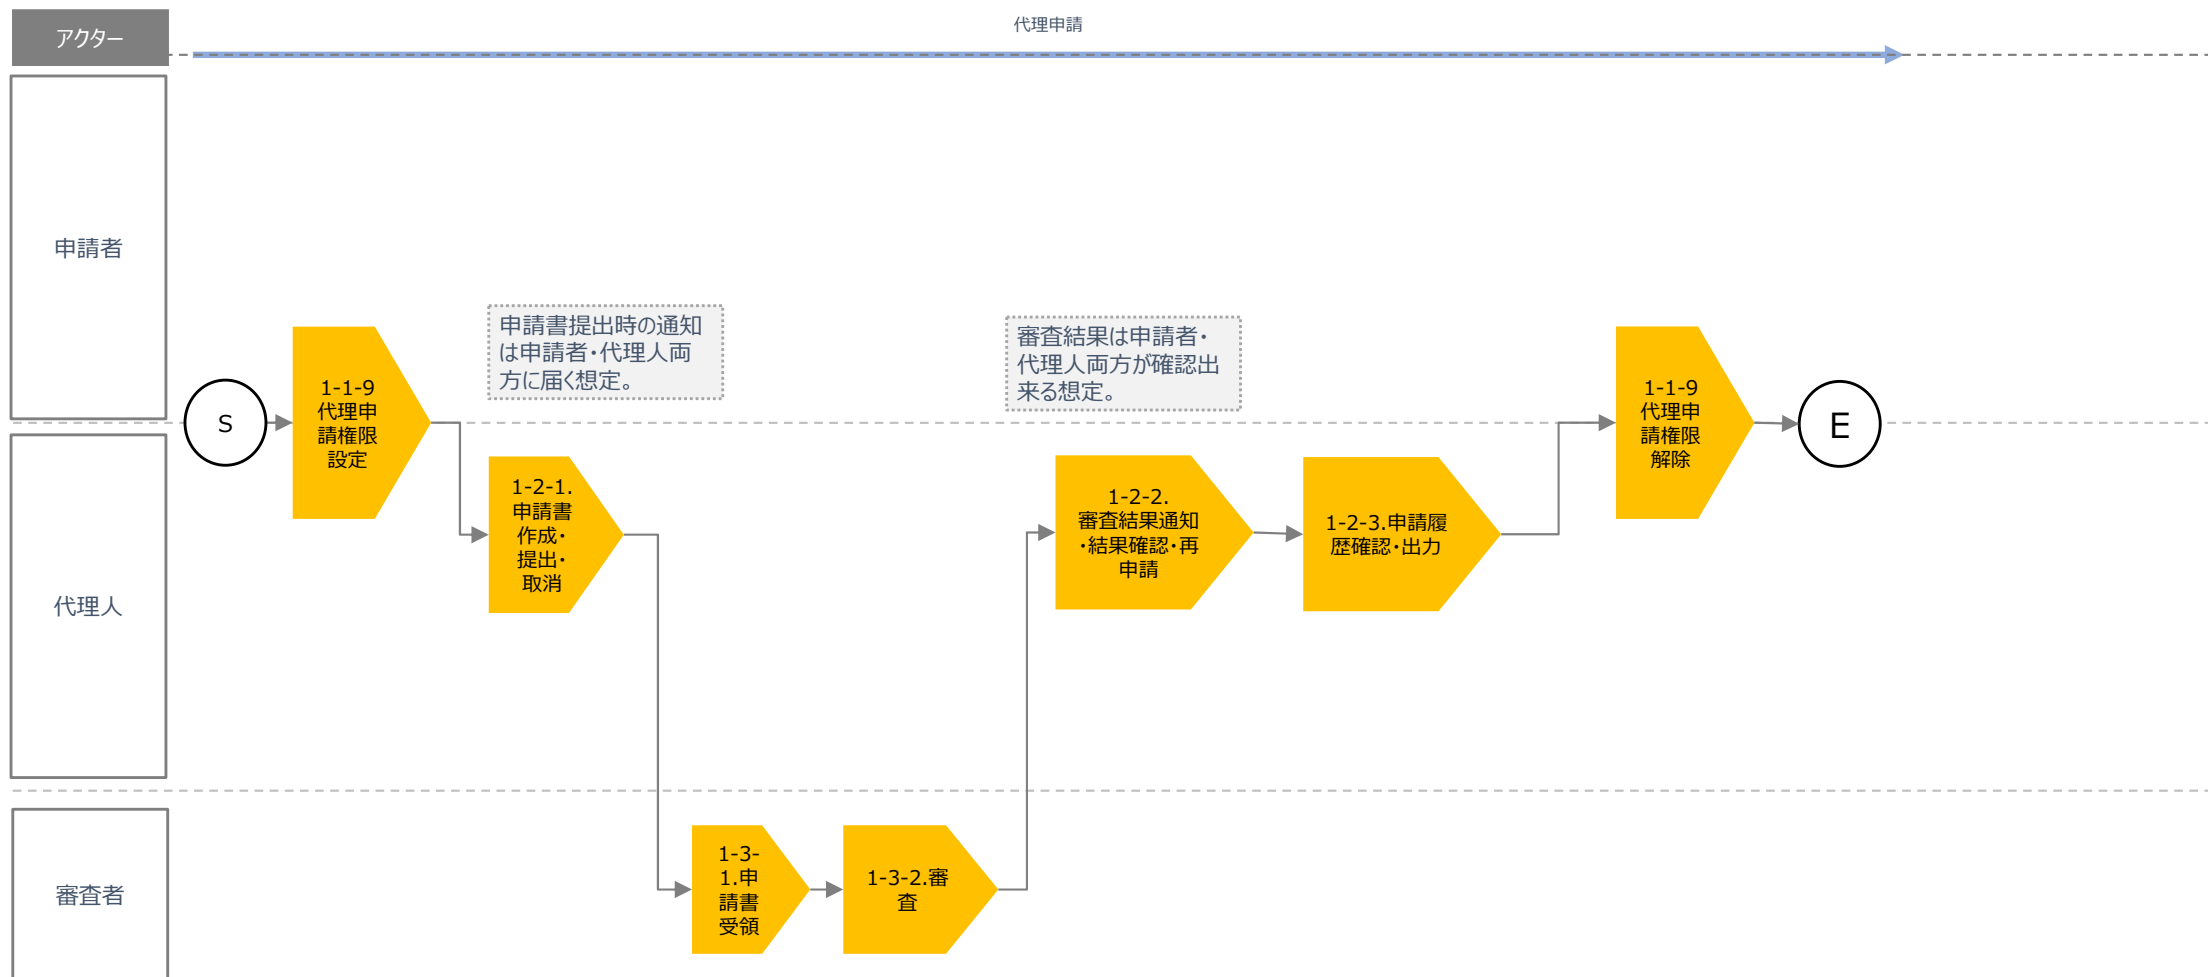 アクター
代理申請
申請者
申請書提出時の通知
は申請者・代理人両
方に届く想定。
審査結果は申請者・
代理人両方が確認出
来る想定。
S
1-1-9
代理申
請権限
設定
1-1-9
代理申
請権限
解除
E
代理人
1-2-1.
申請書
作成・
提出・
取消
1-2-2.
審査結果通知
・結果確認・再
申請
1-2-3.申請履
歴確認・出力
審査者
1-3-
1.申
請書
受領
1-3-2.審
査